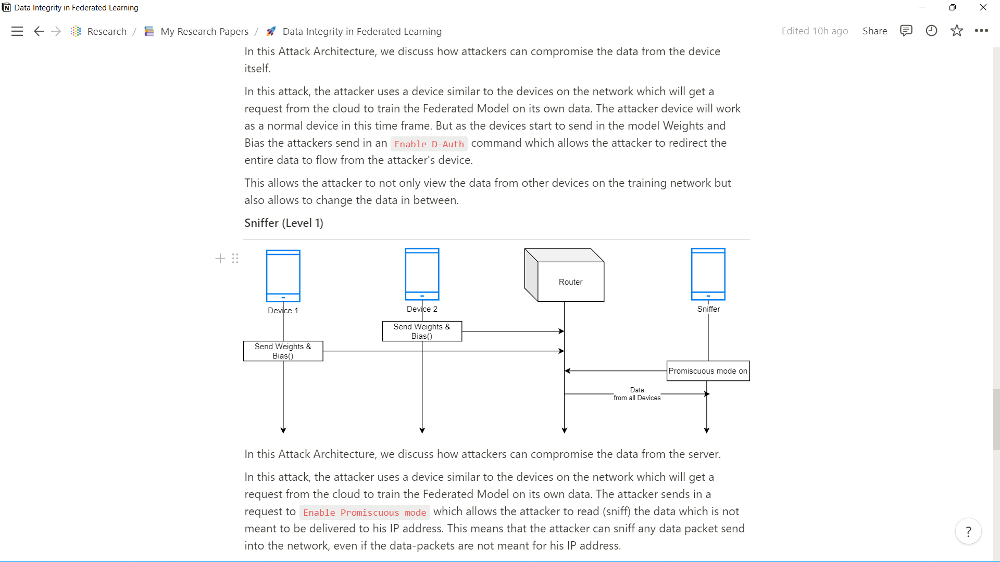 Data Integrity in Federated Learning
Research / My Research Papers / Data Integrity in Federated Learning
Edited 10h ago Share
In this Attack Architecture, we discuss how attackers can compromise the data from the device
itself.
In this attack, the attacker uses a device similar to the devices on the network which will get a
request from the cloud to train the Federated Model on its own data. The attacker device will work
as a normal device in this time frame. But as the devices start to send in the model Weights and
Bias the attackers send in an Enable D-Auth command which allows the attacker to redirect the
entire data to flow from the attacker's device.
This allows the attacker to not only view the data from other devices on the training network but
also allows to change the data in between.
Sniffer (Level 1)
Router
Device 1
Device 2
Sniffer
Send Weights &
Bias()
Send Weights &
Bias()
Promiscuous mode on
Data
from all Devices
In this Attack Architecture, we discuss how attackers can compromise the data from the server.
In this attack, the attacker uses a device similar to the devices on the network which will get a
request from the cloud to train the Federated Model on its own data. The attacker sends in a
request to Enable Promiscuous mode which allows the attacker to read (sniff) the data which is not
meant to be delivered to his IP address. This means that the attacker can sniff any data packet send
into the network, even if the data-packets are not meant for his IP address.
?